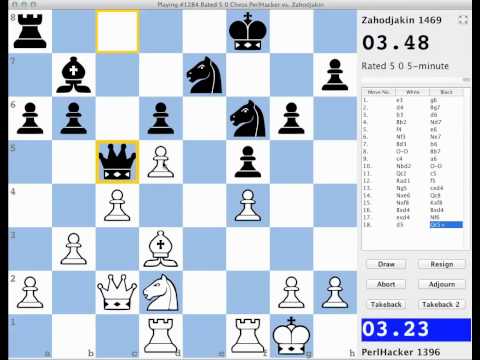 Playing #1284 Rated 5 0 Chess PerlHacker vs. Zahodjakin
Zahodjakin 1469
03.48
Rated 5 0 5-minute
Move No. White Black
1. e3 g6
2. d4 Bg7
3. b3 d6
4. Bb2 Nd7
5. f4 e6
6. Nf3 Ne7
7. Bd3 b6
8. O-O Bb7
9. c4 a6
10. Nbd2 O-O
11. Qc2
12. Rad1 f5
13. Ng5 cxd4
14. Nxe6 Qc8
15. Nxf8 Kxf8
16. Bxd4 Bxd4
17. exd4 Nf6
18. d5 Qc5+
Draw
Resign
Abort
Adjourn
Takeback
Takeback 2
03.23
PerlHacker 1396
8
7
6
5
4
3
2
1
a b c d e f g h